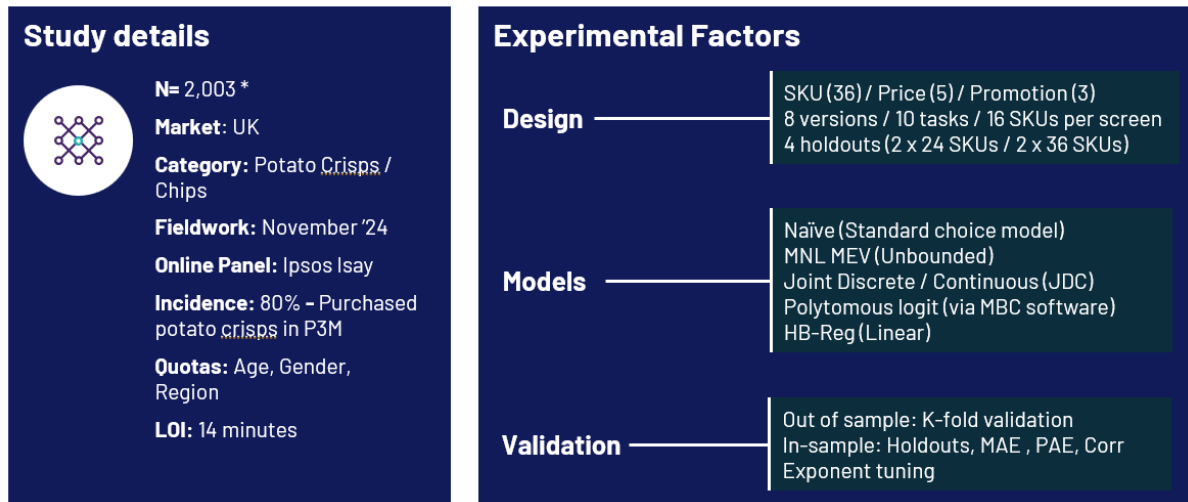 Study details
N= 2,003 *
Market: UK
Category: Potato Crisps /
Chips
Fieldwork: November ’24
Online Panel: Ipsos Isay
Incidence: 80% – Purchased
potato crisps in P3M
Quotas: Age, Gender,
Region
LOI: 14 minutes
Experimental Factors
Design
SKU (36) / Price (5) / Promotion (3)
8 versions / 10 tasks / 16 SKUs per screen
4 holdouts (2 x 24 SKUs / 2 x 36 SKUs)
Models
Naïve (Standard choice model)
MNL MEV (Unbounded)
Joint Discrete / Continuous (JDC)
Polytomous logit (via MBC software)
HB-Reg (Linear)
Validation
Out of sample: K-fold validation
In-sample: Holdouts, MAE , PAE, Corr
Exponent tuning